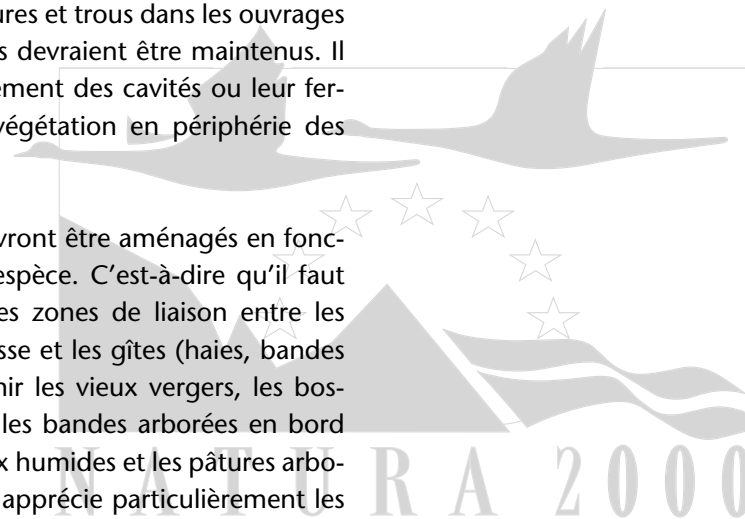 ures et trous dans les ouvrages
s devraient être maintenus. Il
ement des cavités ou leur fer-
végétation en périphérie des
vront être aménagés en fonc-
espèce. C’est-à-dire qu’il faut
es zones de liaison entre les
sse et les gîtes (haies, bandes
nir les vieux vergers, les bos-
les bandes arborées en bord
x humides et les pâtures arbo-
apprécie particulièrement les
NATURA 2000